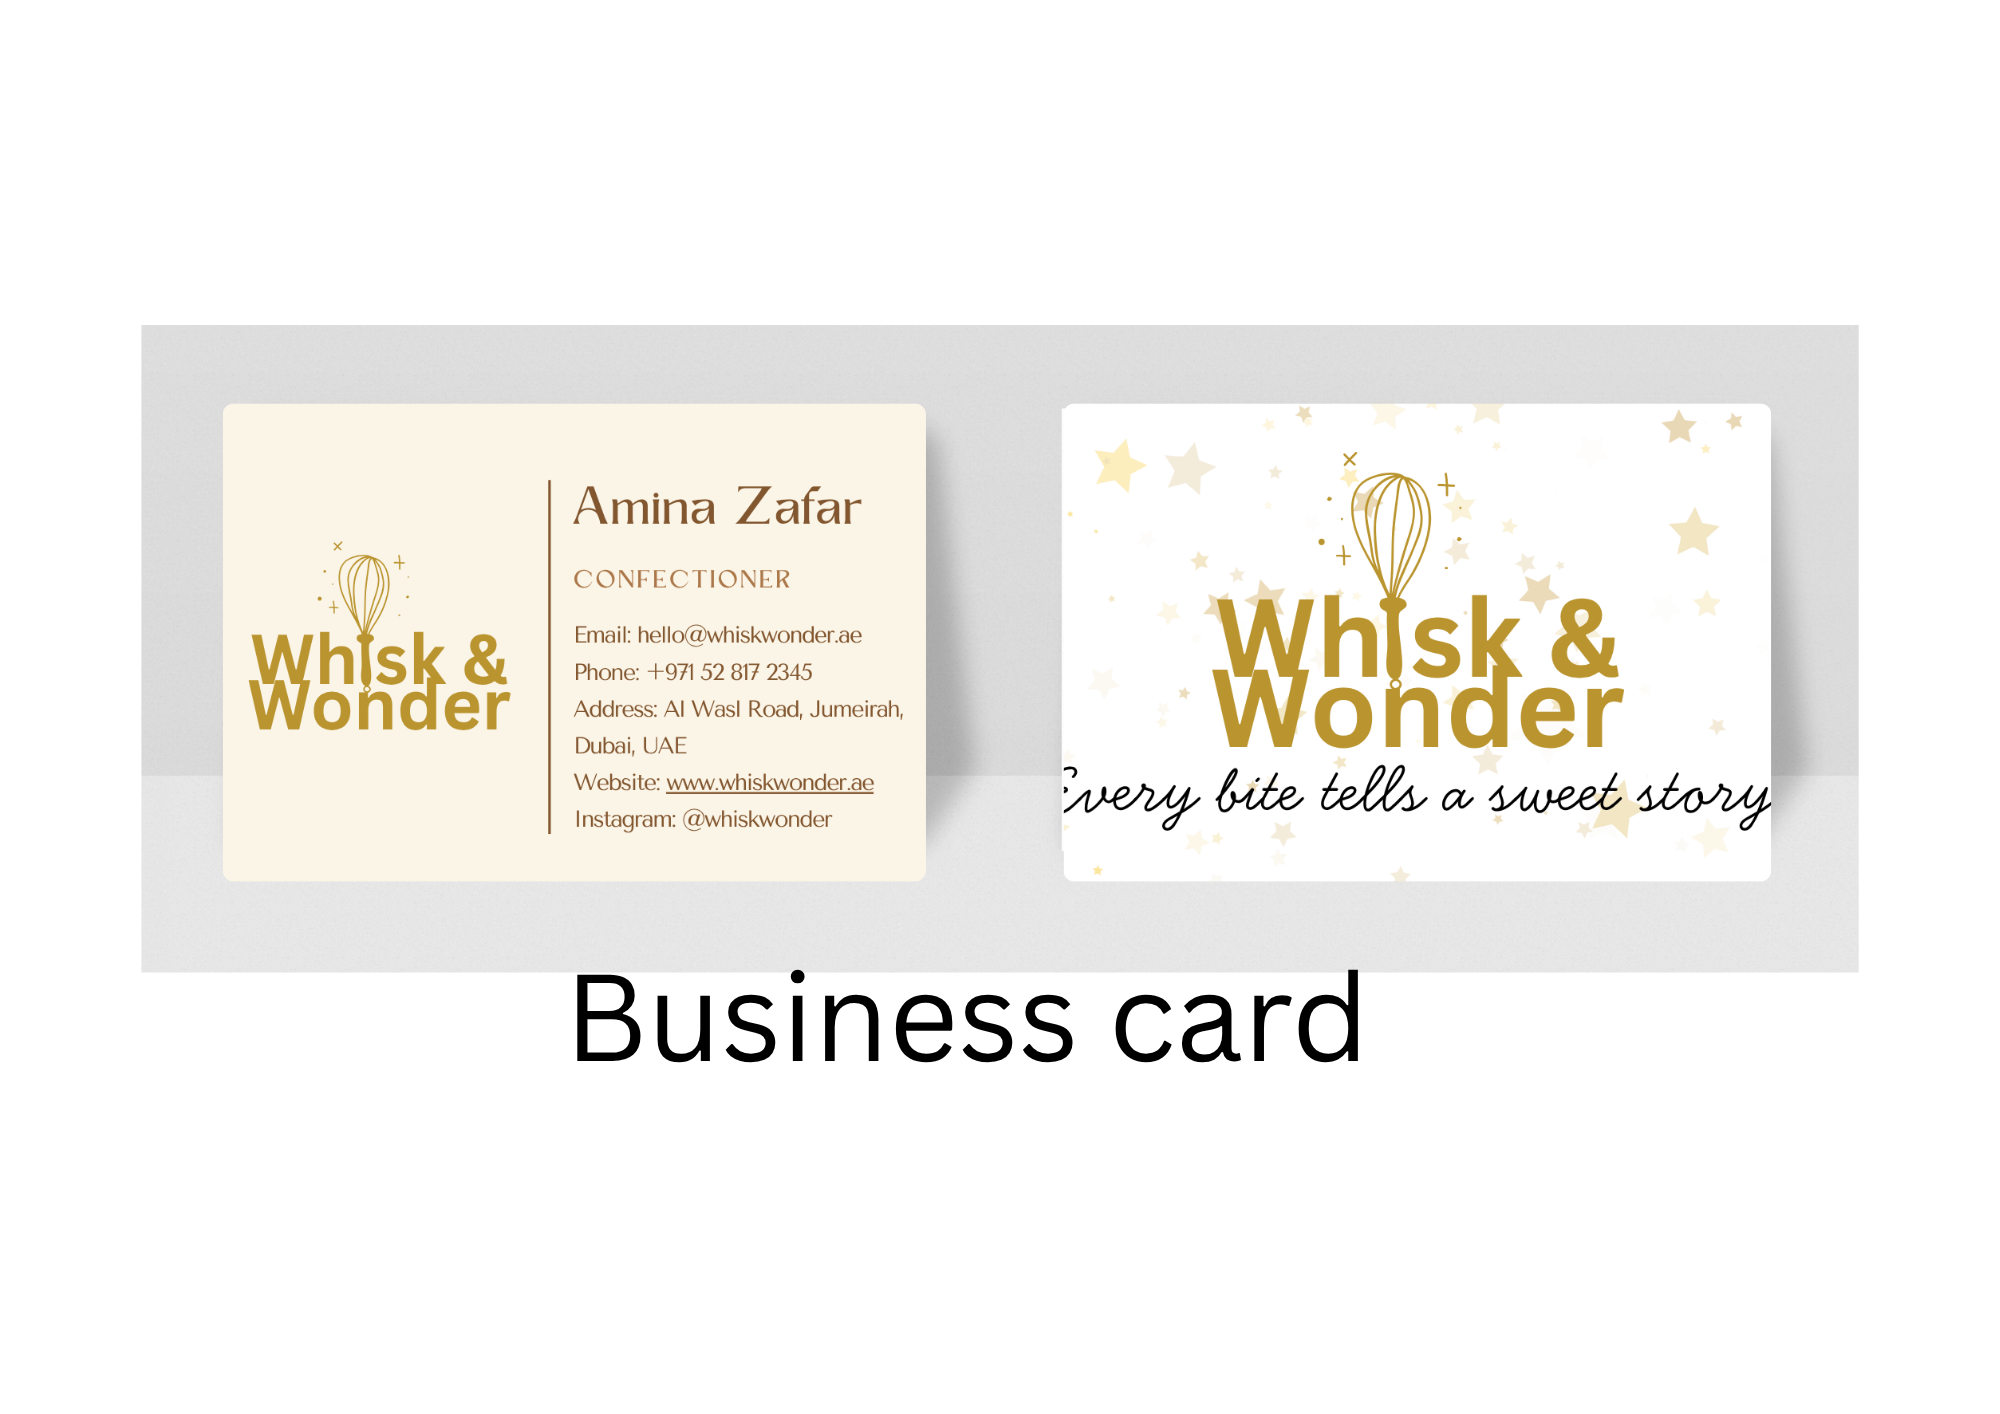 Whisk &
Wonder
Amina Zafar
CONFECTIONER
Email: hello@whiskwonder.ae
Phone: +971 52 817 2345
Address: Al Wasl Road, Jumeirah,
Dubai, UAE
Website: www.whiskwonder.ae
Instagram: @whiskwonder
Whisk &
Wonder
Every bite tells a sweet story
Business card